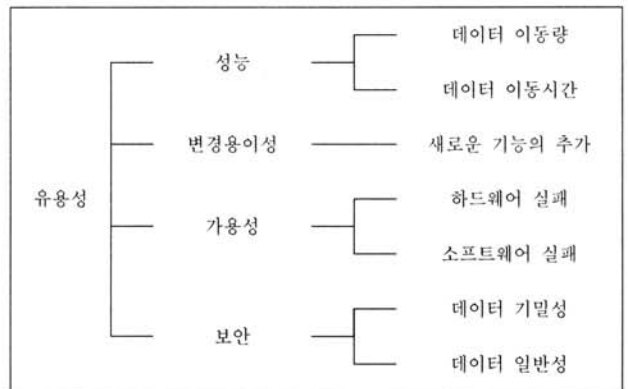 데이터 이동량
성능
데이터 이동시간
변경용이성
새로운 기능의 추가
유용성
하드웨어 실패
가용성
소프트웨어 실패
데이터 기밀성
보안
데이터 일반성